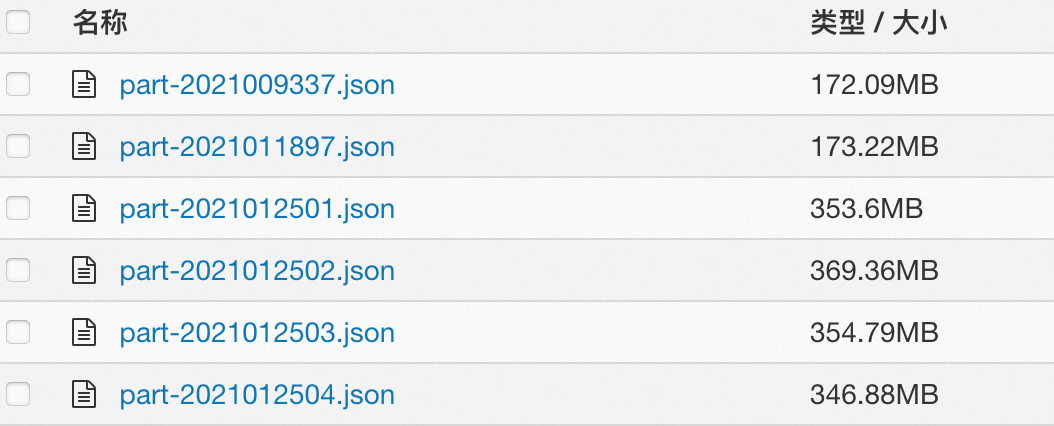 名称 类型 / 大小
part-2021009337.json 172.09MB
part-2021011897.json 173.22MB
part-2021012501.json 353.6MB
part-2021012502.json 369.36MB
part-2021012503.json 354.79MB
part-2021012504.json 346.88MB